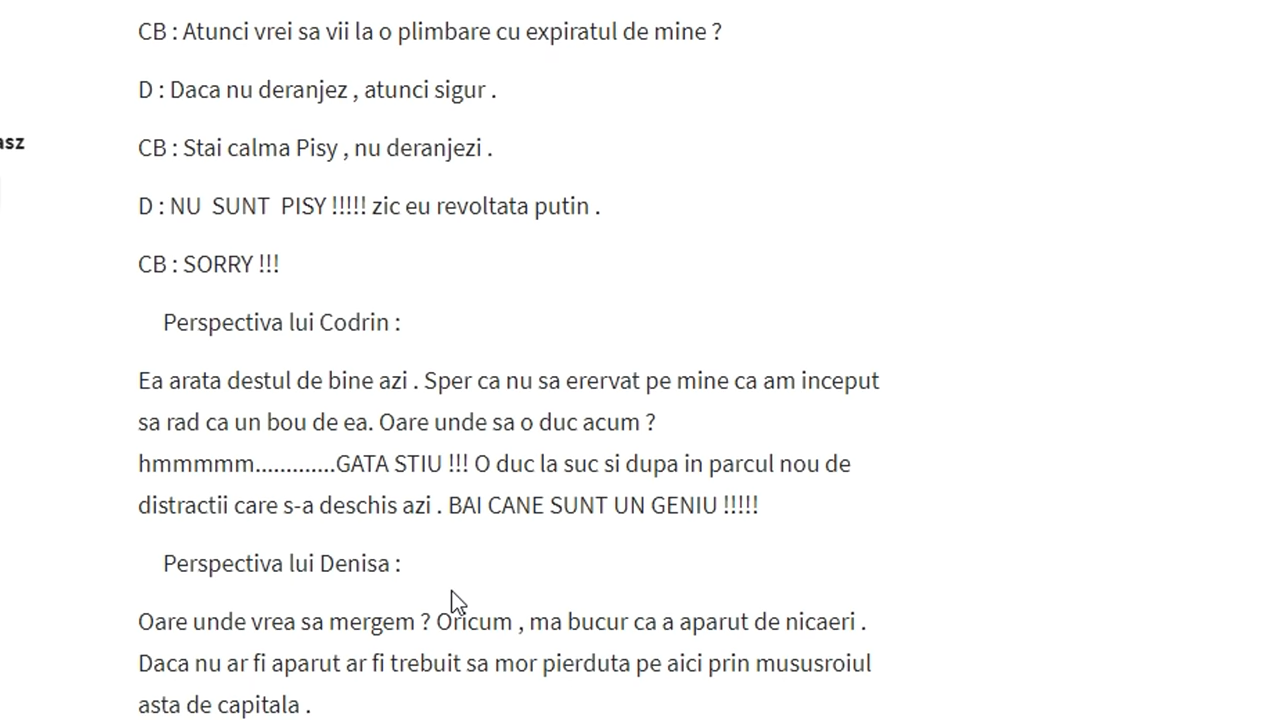 CB : Atunci vrei sa vii la o plimbare cu expiratul de mine ?
D : Daca nu deranjez , atunci sigur .
asz
CB : Stai calma Pisy , nu deranjezi .
D : NU SUNT PISY !!!!! zic eu revoltata putin .
CB : SORRY !!!
Perspectiva lui Codrin :
Ea arata destul de bine azi . Sper ca nu sa erervat pe mine ca am inceput
sa rad ca un bou de ea. Oare unde sa o duc acum ?
hmmmmm.............GATA STIU !!! O duc la suc si dupa in parcul nou de
distractii care s-a deschis azi . BAI CANE SUNT UN GENIU !!!!!
Perspectiva lui Denisa :
Oare unde vrea sa mergem ? Oricum , ma bucur ca a aparut de nicaeri .
Daca nu ar fi aparut ar fi trebuit sa mor pierduta pe aici prin mususroiul
asta de capitala .